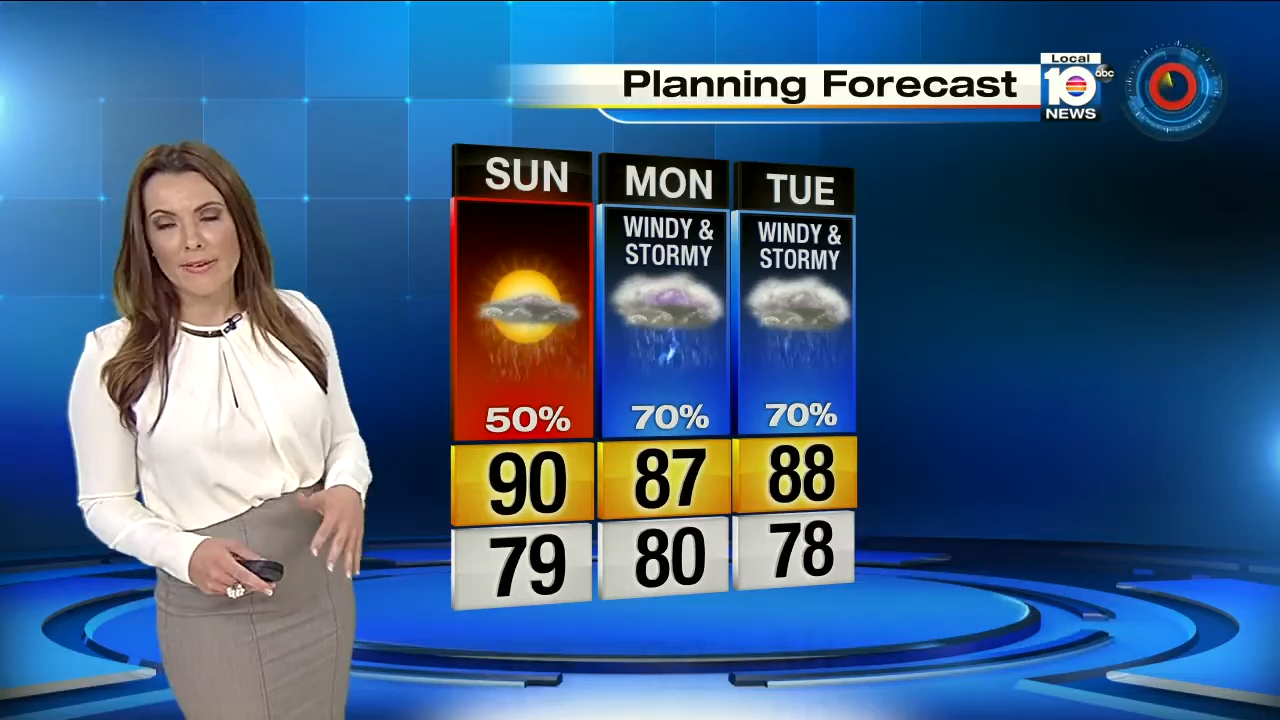 Planning Forecast
Local
10
abc
NEWS
SUN
MON
TUE
WINDY &
STORMY
WINDY &
STORMY
50%
70%
70%
90
87
88
79
80
78